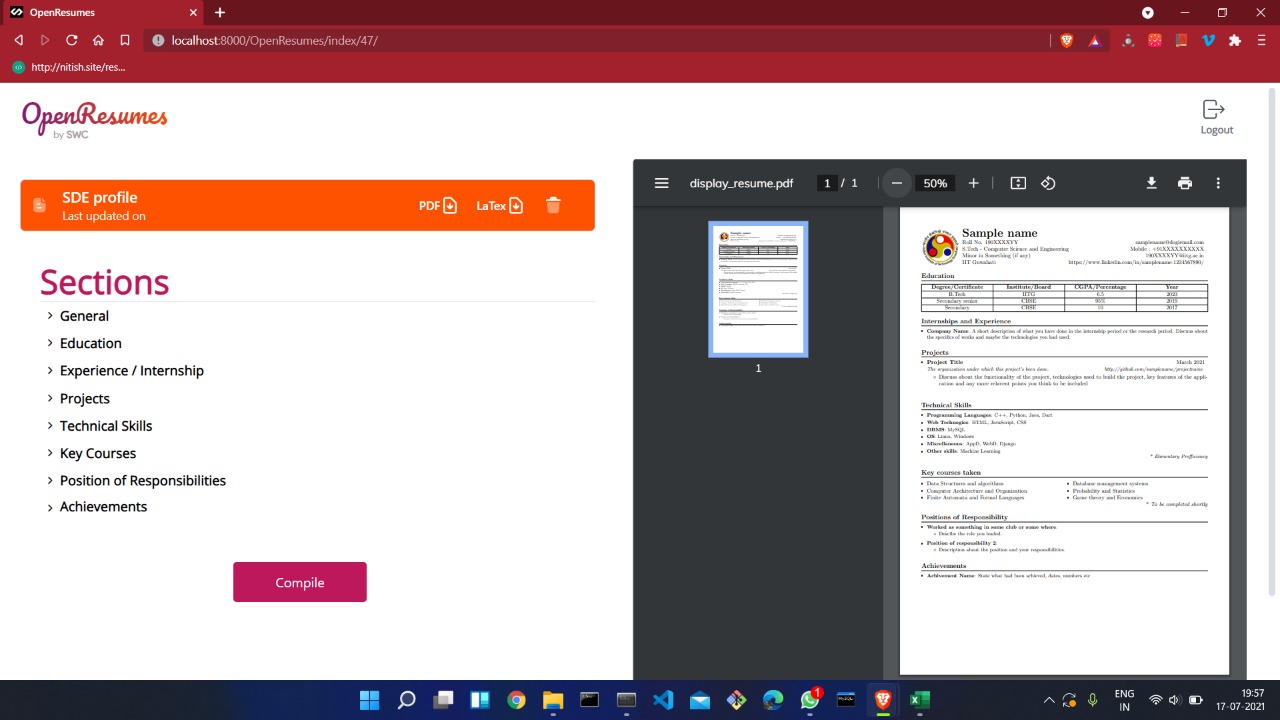 OpenResumes
localhost:8000/OpenResumes/index/47/
http://nitish.site/res...
OpenResumes
by SWC
Logout
SDE profile
Last updated on
PDF
LaTex
Sections
General
Education
Experience / Internship
Projects
Technical Skills
Key Courses
Position of Responsibilities
Achievements
Compile
display_resume.pdf
1 / 1
50%
1
Sample name
Roll No. 190XXXXYY
B.Tech - Computer Science and Engineering
Minor in Something (if any)
IIT Guwahati
Mobile : +91XXXXXXXXXX
190XXXXYY@iitg.ac.in
https://www.linkedin.com/in/samplename-1234567890/
Education
Degree/Certificate Institute/Board CGPA/Percentage Year
B.Tech IITG 6.5 2023
Secondary senior CBSE 95% 2019
Secondary CBSE 10 2017
Internships and Experience
• Company Name: A short description of what you have done in the internship period or the research period. Discuss about
the specifics of works and maybe the technologies you had used.
Projects
• Project Title March 2021
The organization under which this project's been done. http://github.com/samplename/projectname
Discuss about the functionality of the project, technologies used to build the project, key features of the appli-
cation and any more relevent points you think to be included
Technical Skills
• Programming Languages: C++, Python, Java, Dart
• Web Technogies: HTML, JavaScript, CSS
• DBMS: MySQL
• OS: Linux, Windows
• Miscellaneous: AppD, WebD, Django
• Other skills: Machine Learning
* Elementary Proficiency
Key courses taken
• Data Structures and algorithms
• Computer Architecture and Organization
• Finite Automata and Formal Languages
• Database management systems
• Probability and Statistics
• Game theory and Economics
* To be completed shortly
Positions of Responsibility
• Worked as something in some club or some where.
Describe the role you leaded.
• Position of responsibility 2.
Description about the position and your responsibilities.
Achievements
• Achivement Name: State what had been achieved, dates, numbers etc
1
ENG
IN
19:57
17-07-2021